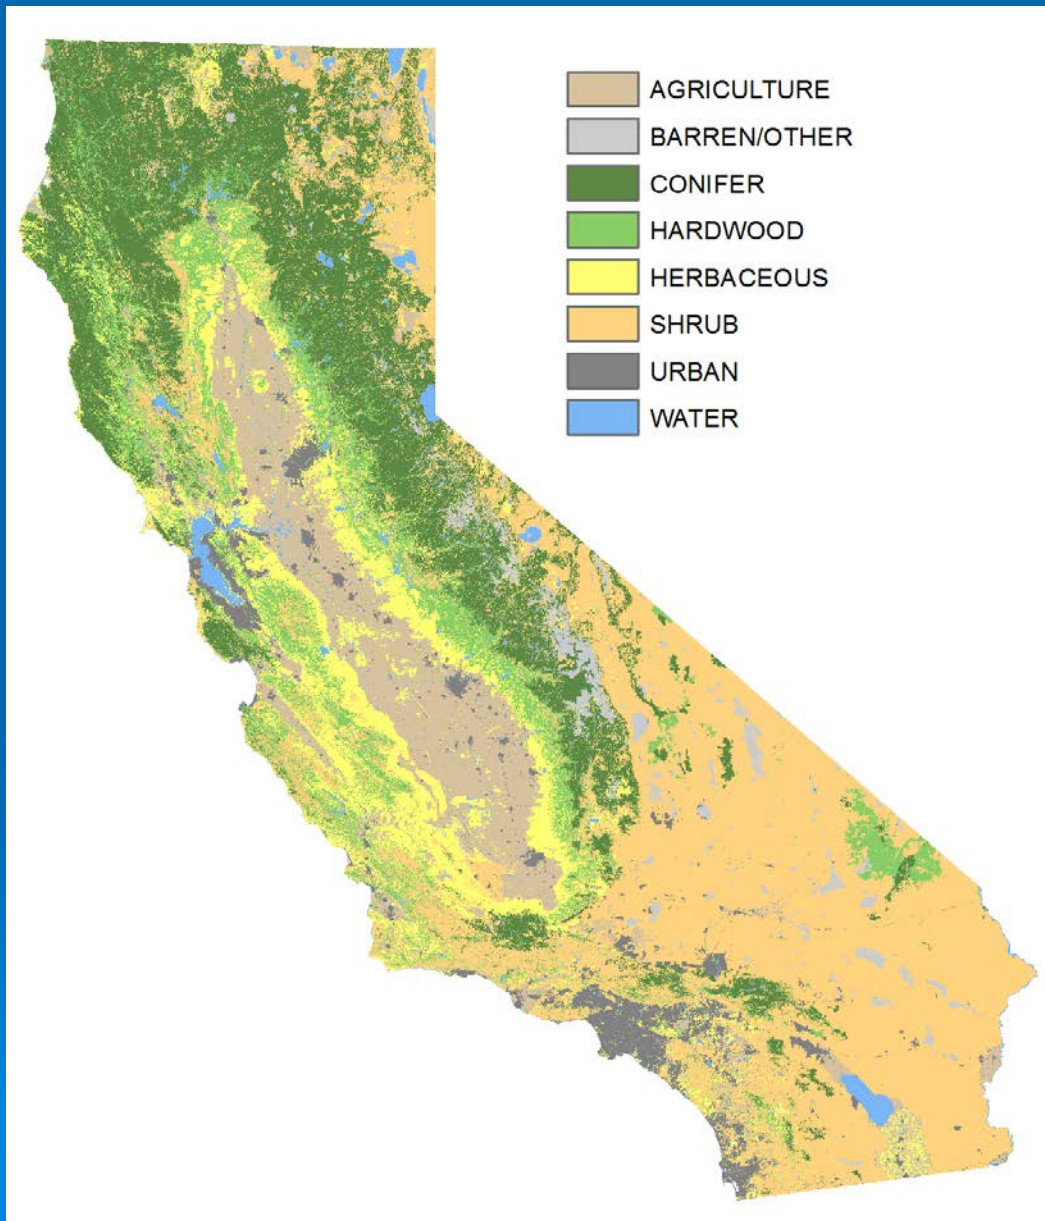 AGRICULTURE
BARREN/OTHER
CONIFER
HARDWOOD
HERBACEOUS
SHRUB
URBAN
WATER